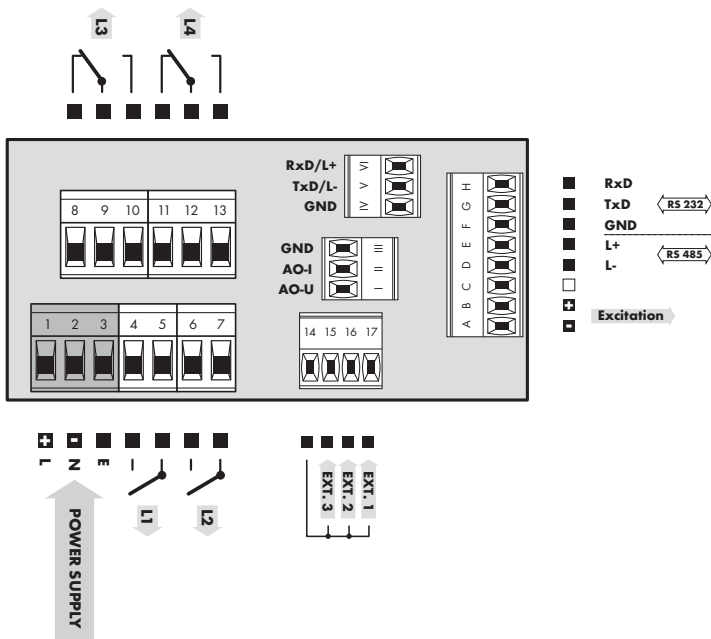 L3 L4
RxD/L+ VI
TxD/L- V
GND IV
GND III
AO-I II
AO-U I
H
G
F
E
D
C
B
A
RxD
TxD RS 232
GND
L+
L- RS 485
+
- Excitation
8 9 10 11 12 13
1 2 3 4 5 6 7
14 15 16 17
+ -
L N E
L1 L2
POWER SUPPLY
EXT. 3 EXT. 2 EXT. 1